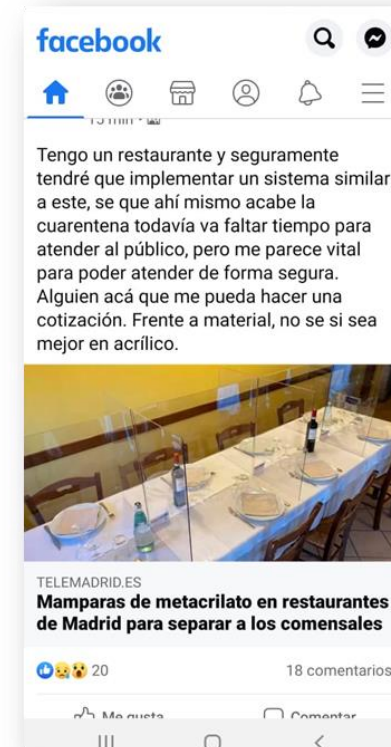 facebook
15 min
Tengo un restaurante y seguramente
tendré que implementar un sistema similar
a este, se que ahí mismo acabe la
cuarentena todavía va faltar tiempo para
atender al público, pero me parece vital
para poder atender de forma segura.
Alguien acá que me pueda hacer una
cotización. Frente a material, no se si sea
mejor en acrílico.
TELEMADRID.ES
Mamparas de metacrilato en restaurantes
de Madrid para separar a los comensales
20
18 comentarios
Me gusta
Comentar